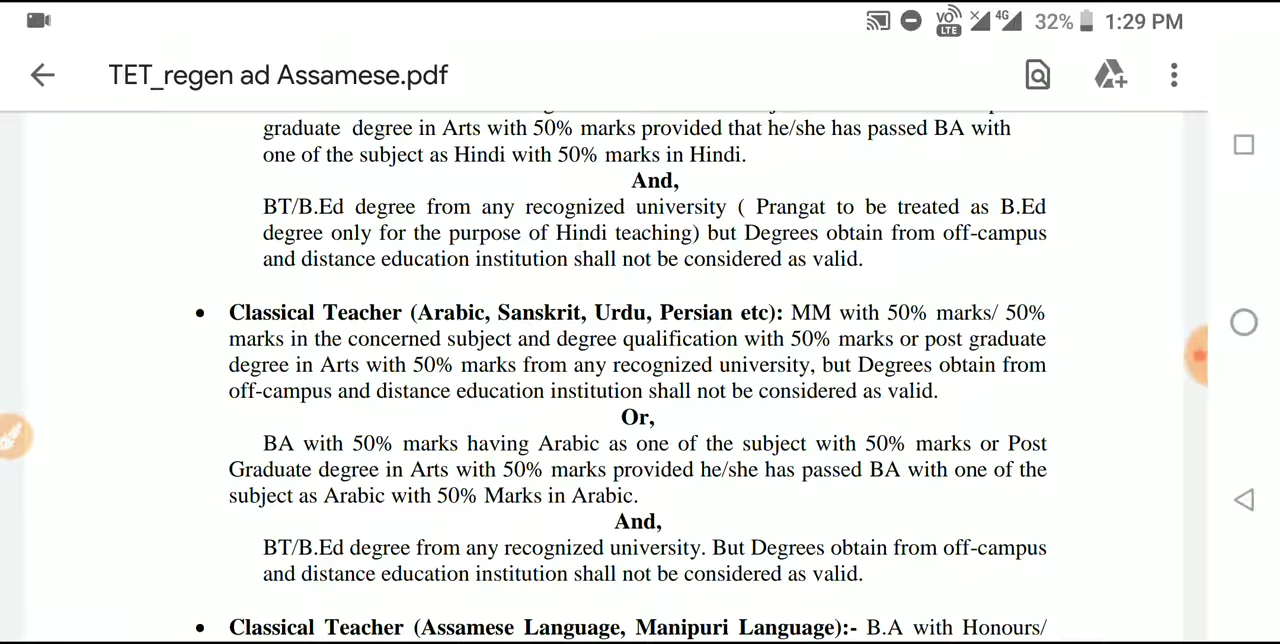 VO LTE 4G 32% 1:29 PM
TET_regen ad Assamese.pdf
graduate degree in Arts with 50% marks provided that he/she has passed BA with
one of the subject as Hindi with 50% marks in Hindi.
And,
BT/B.Ed degree from any recognized university ( Prangat to be treated as B.Ed
degree only for the purpose of Hindi teaching) but Degrees obtain from off-campus
and distance education institution shall not be considered as valid.
• Classical Teacher (Arabic, Sanskrit, Urdu, Persian etc): MM with 50% marks/ 50%
marks in the concerned subject and degree qualification with 50% marks or post graduate
degree in Arts with 50% marks from any recognized university, but Degrees obtain from
off-campus and distance education institution shall not be considered as valid.
Or,
BA with 50% marks having Arabic as one of the subject with 50% marks or Post
Graduate degree in Arts with 50% marks provided he/she has passed BA with one of the
subject as Arabic with 50% Marks in Arabic.
And,
BT/B.Ed degree from any recognized university. But Degrees obtain from off-campus
and distance education institution shall not be considered as valid.
• Classical Teacher (Assamese Language, Manipuri Language):- B.A with Honours/